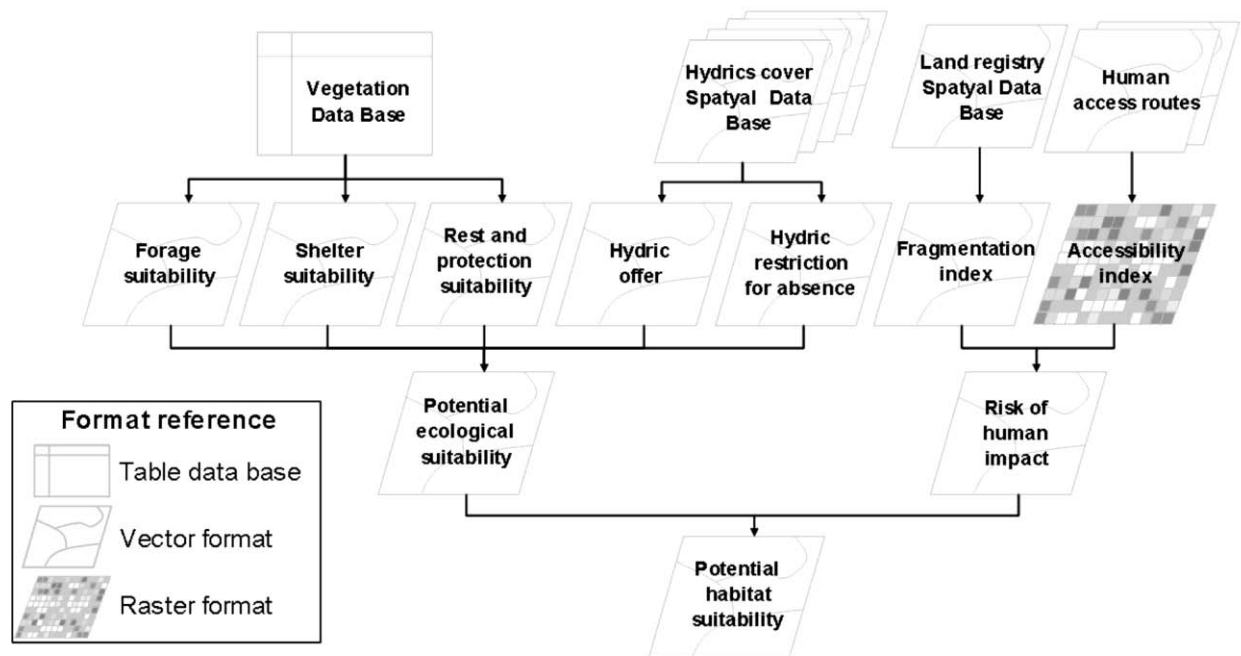 Vegetation
Data Base
Hydrics cover
Spatyal Data
Base
Land registry
Spatyal Data
Base
Human
access routes
Forage
suitability
Shelter
suitability
Rest and
protection
suitability
Hydric
offer
Hydric
restriction
for absence
Fragmentation
index
Accessibility
index
Potential
ecological
suitability
Risk of
human
impact
Format reference
Table data base
Vector format
Raster format
Potential
habitat
suitability